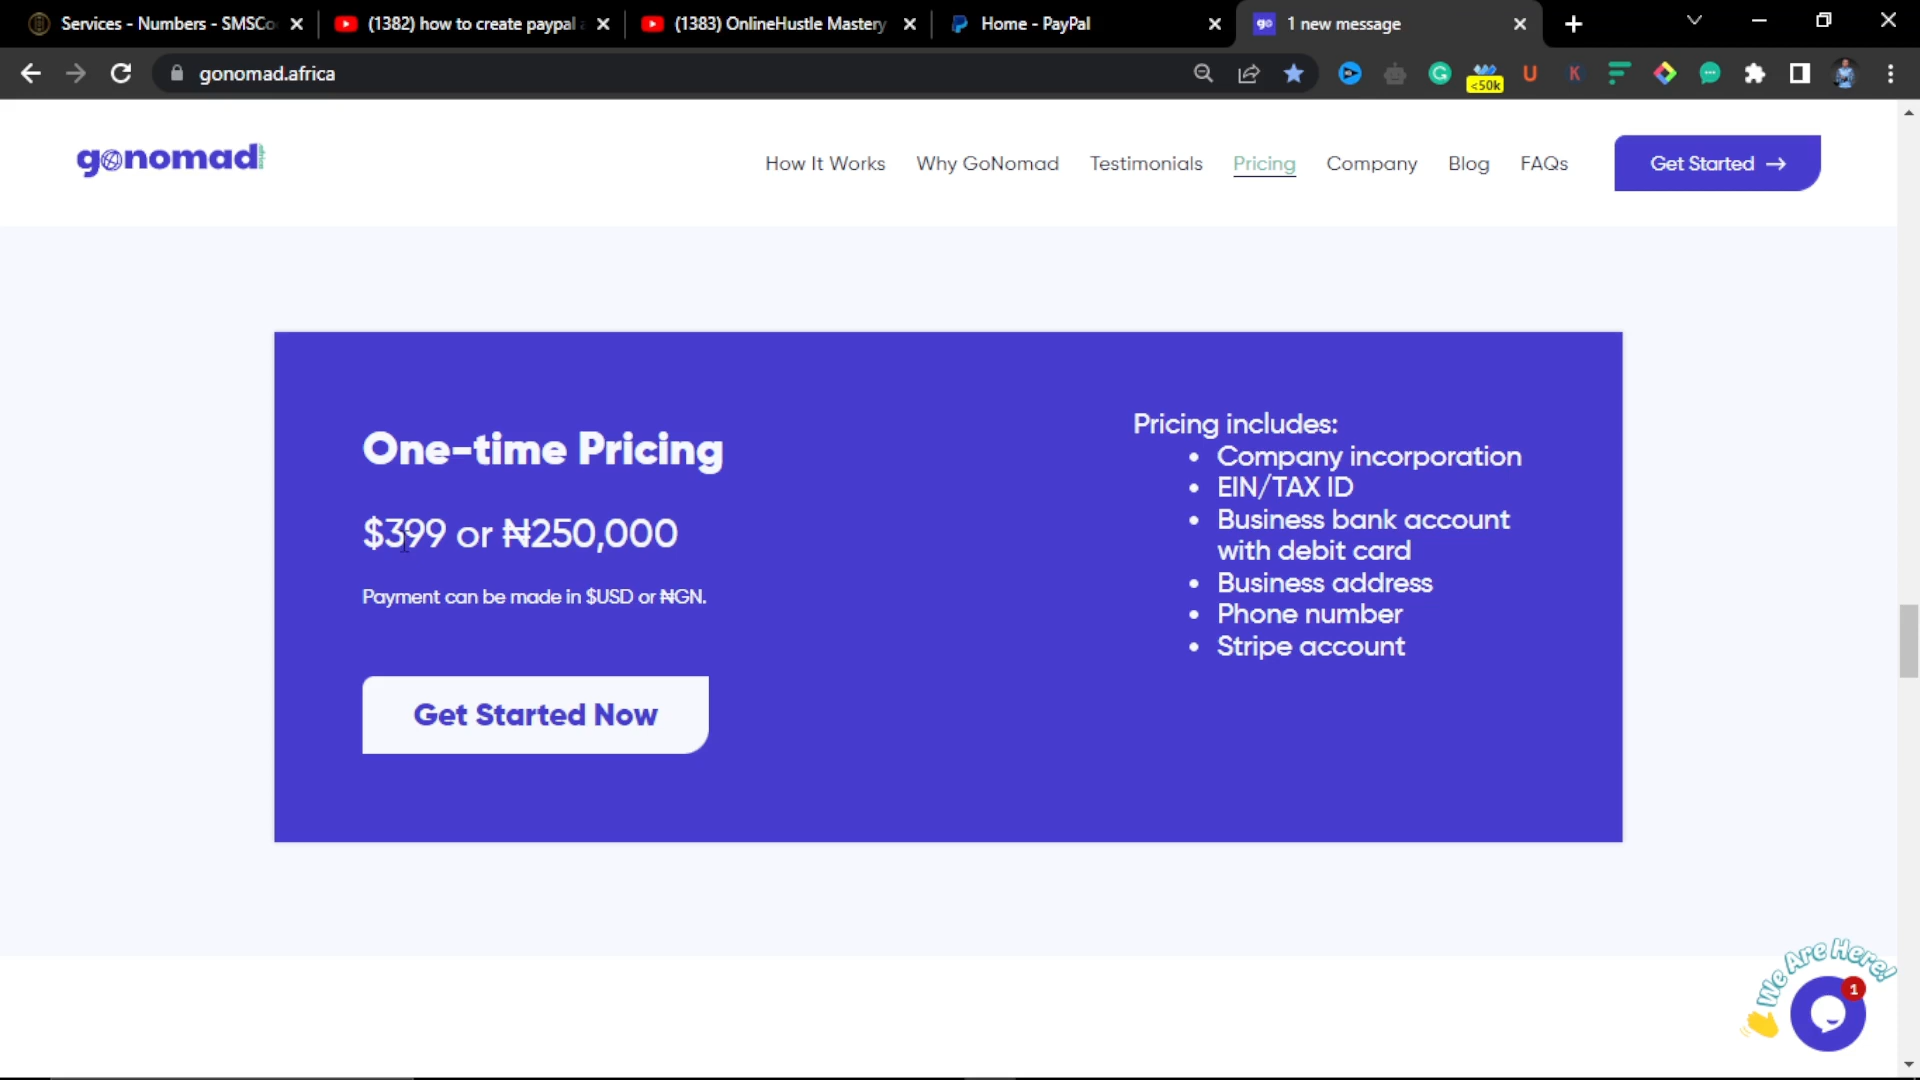 Services - Numbers - SMSCo
(1382) how to create paypal a
(1383) OnlineHustle Mastery
Home - PayPal
go 1 new message
gonomad.africa
<50k
U
K
gonomad
How It Works
Why GoNomad
Testimonials
Pricing
Company
Blog
FAQs
Get Started →
One-time Pricing
$399 or ₦250,000
Payment can be made in $USD or ₦GN.
Get Started Now
Pricing includes:
• Company incorporation
• EIN/TAX ID
• Business bank account
with debit card
• Business address
• Phone number
• Stripe account
We Are Here!
1